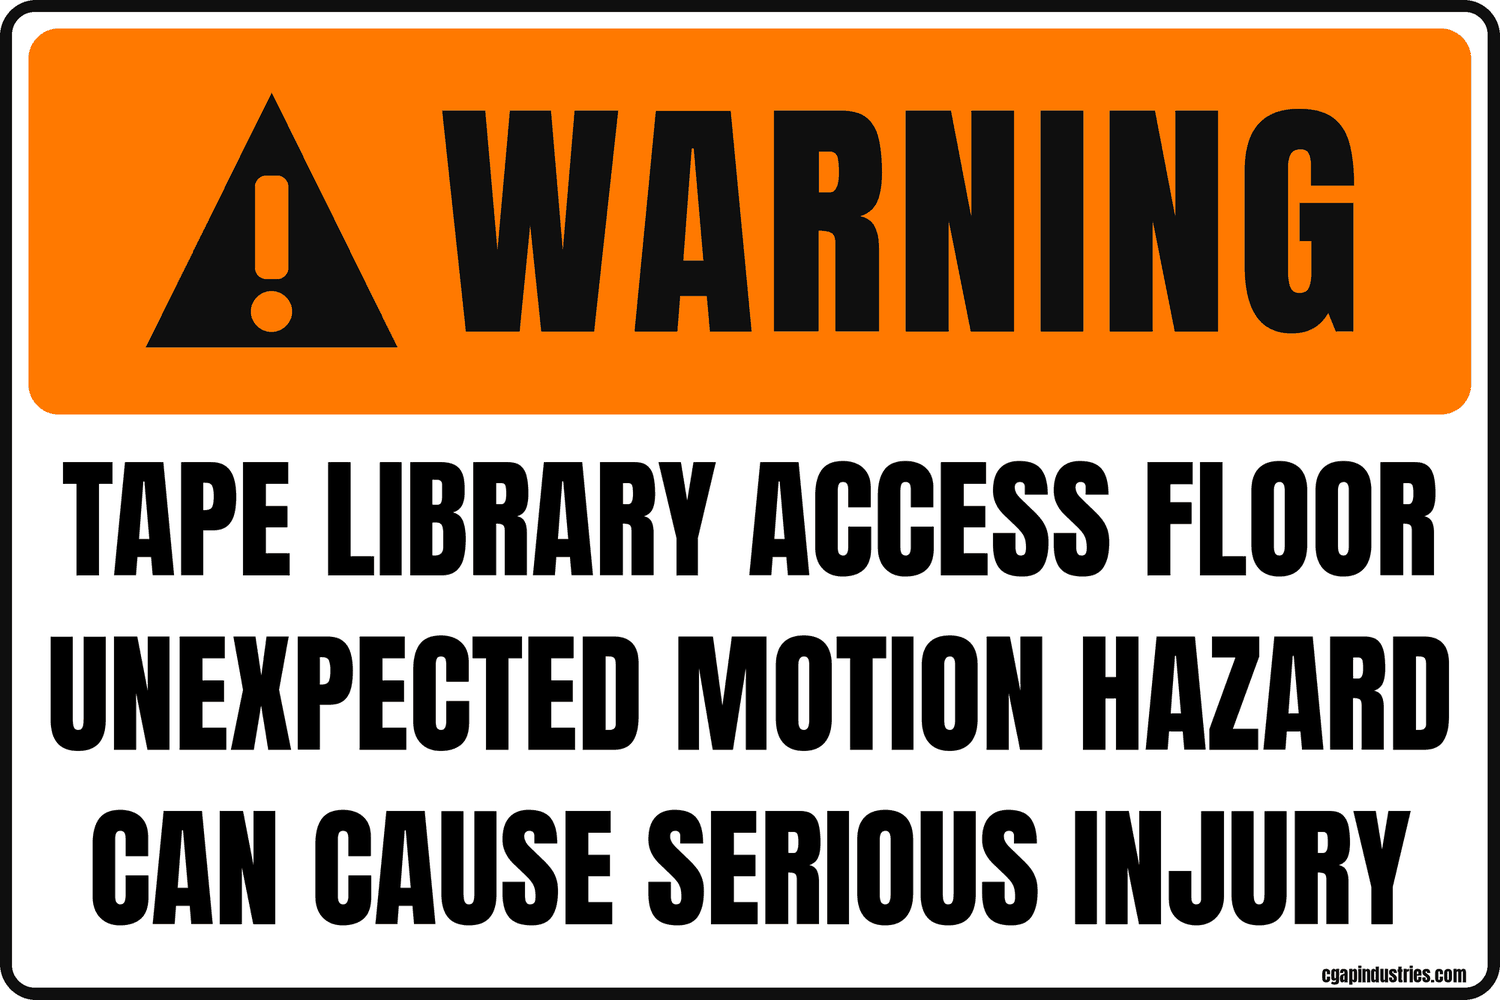 WARNING
TAPE LIBRARY ACCESS FLOOR
UNEXPECTED MOTION HAZARD
CAN CAUSE SERIOUS INJURY
cgapindustries.com